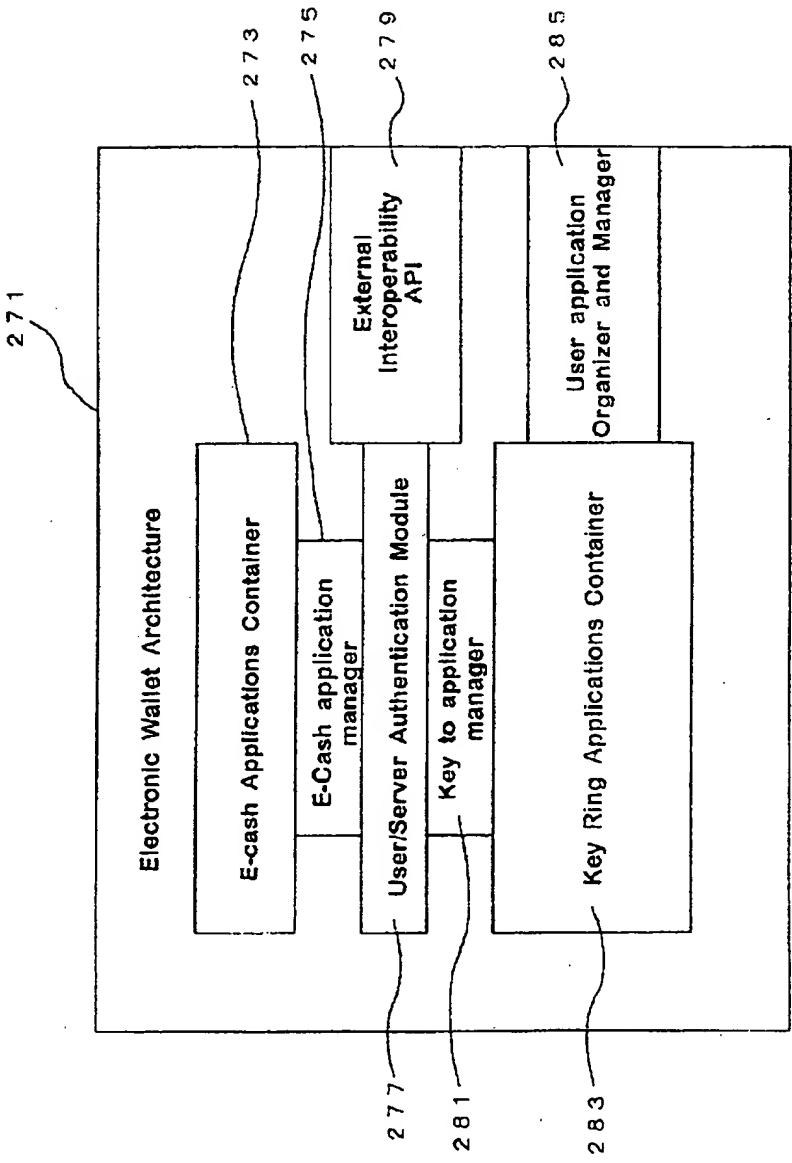 271
Electronic Wallet Architecture
273
E-cash Applications Container
275
E-Cash application
manager
277
User/Server Authentication Module
279
External
Interoperability
API
281
Key to application
manager
283
Key Ring Applications Container
285
User application
Organizer and Manager